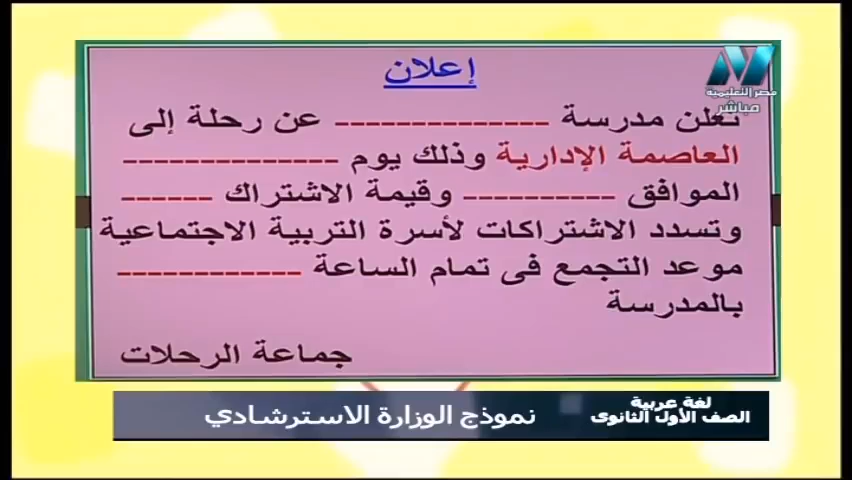 إعلان
تعلن مدرسة -------------- عن رحلة إلى
العاصمة الإدارية وذلك يوم --------------
الموافق ---------- وقيمة الاشتراك ------
وتسدد الاشتراكات لأسرة التربية الاجتماعية
موعد التجمع فى تمام الساعة ------------
بالمدرسة
جماعة الرحلات
مصر التعليمية
مباشر
لغة عربية
الصف الأول الثانوى
نموذج الوزارة الاسترشادي